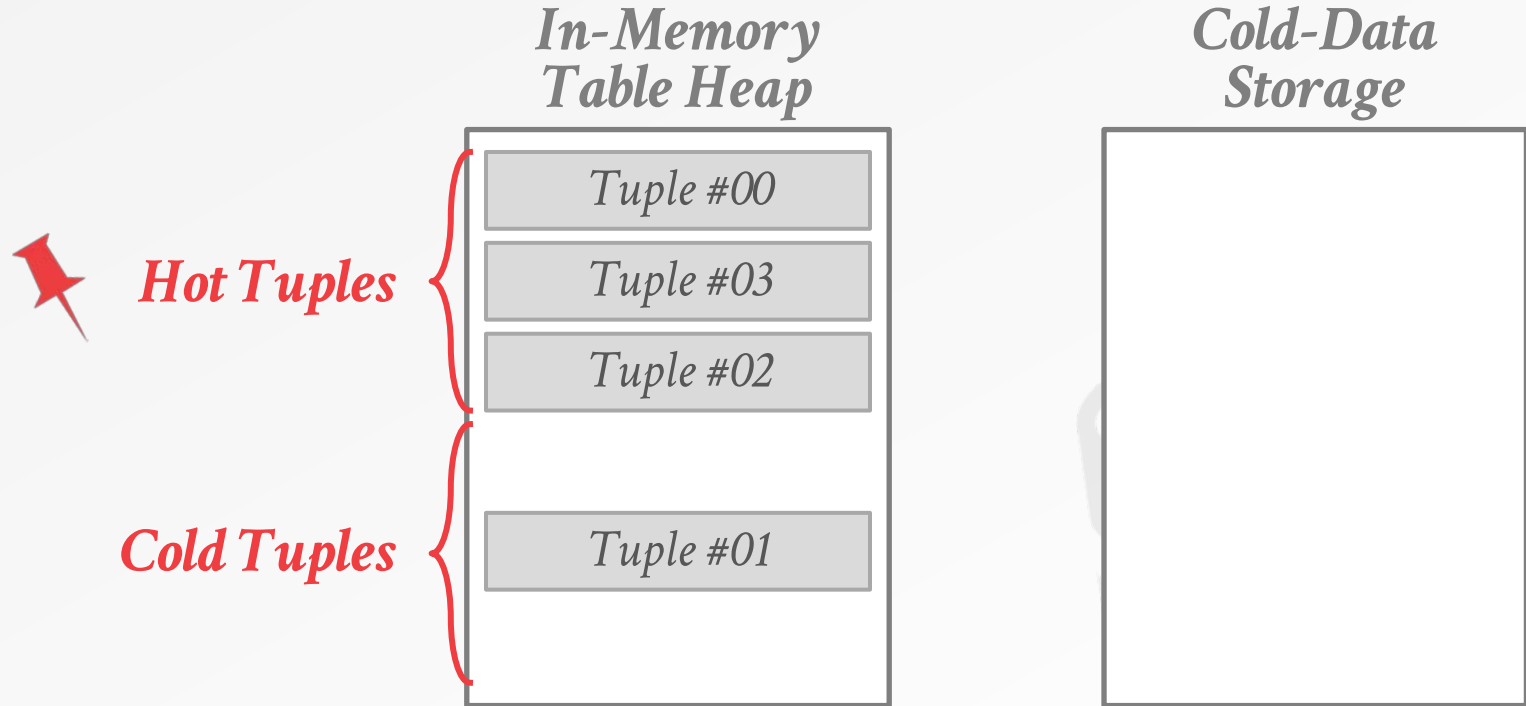 In-Memory
Table Heap
Cold-Data
Storage
Hot Tuples
Tuple #00
Tuple #03
Tuple #02
Cold Tuples
Tuple #01